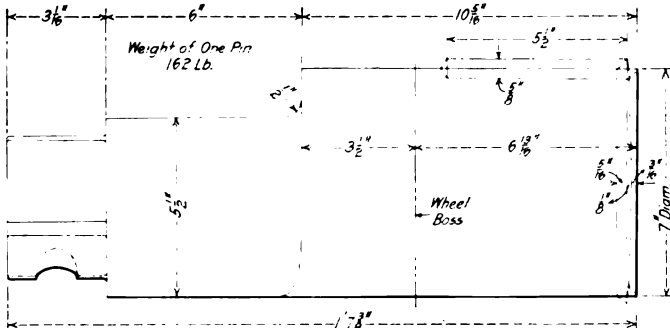 3 1/16"
6"
10 5/16"
5 1/2"
Weight of One Pin
162 Lb.
5/8"
3 1/2"
6 13/16"
5 1/2"
5/16"
3/16"
1/8"
Wheel
Boss
7" Diam.
1' 7 3/8"